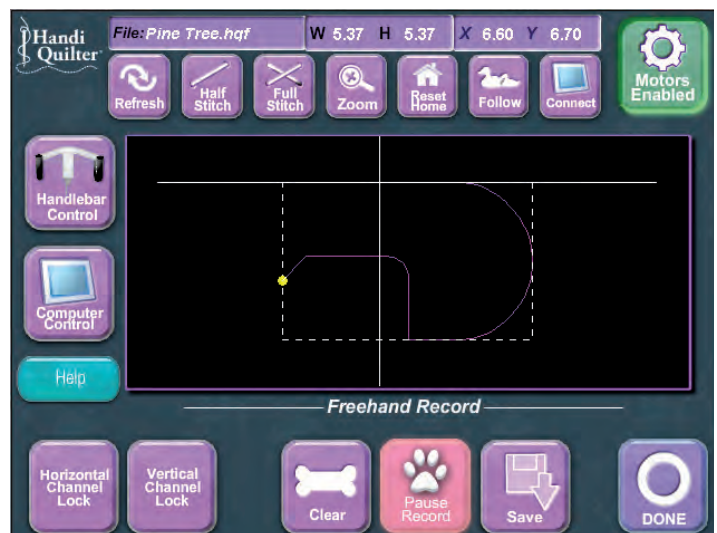 Handi
Quilter
File: Pine Tree.hqf W 5.37 H 5.37 X 6.60 Y 6.70
Refresh
Half
Stitch
Full
Stitch
Zoom
Reset
Home
Follow
Connect
Motors
Enabled
Handlebar
Control
Computer
Control
Help
Freehand Record
Horizontal
Channel
Lock
Vertical
Channel
Lock
Clear
Pause
Record
Save
DONE